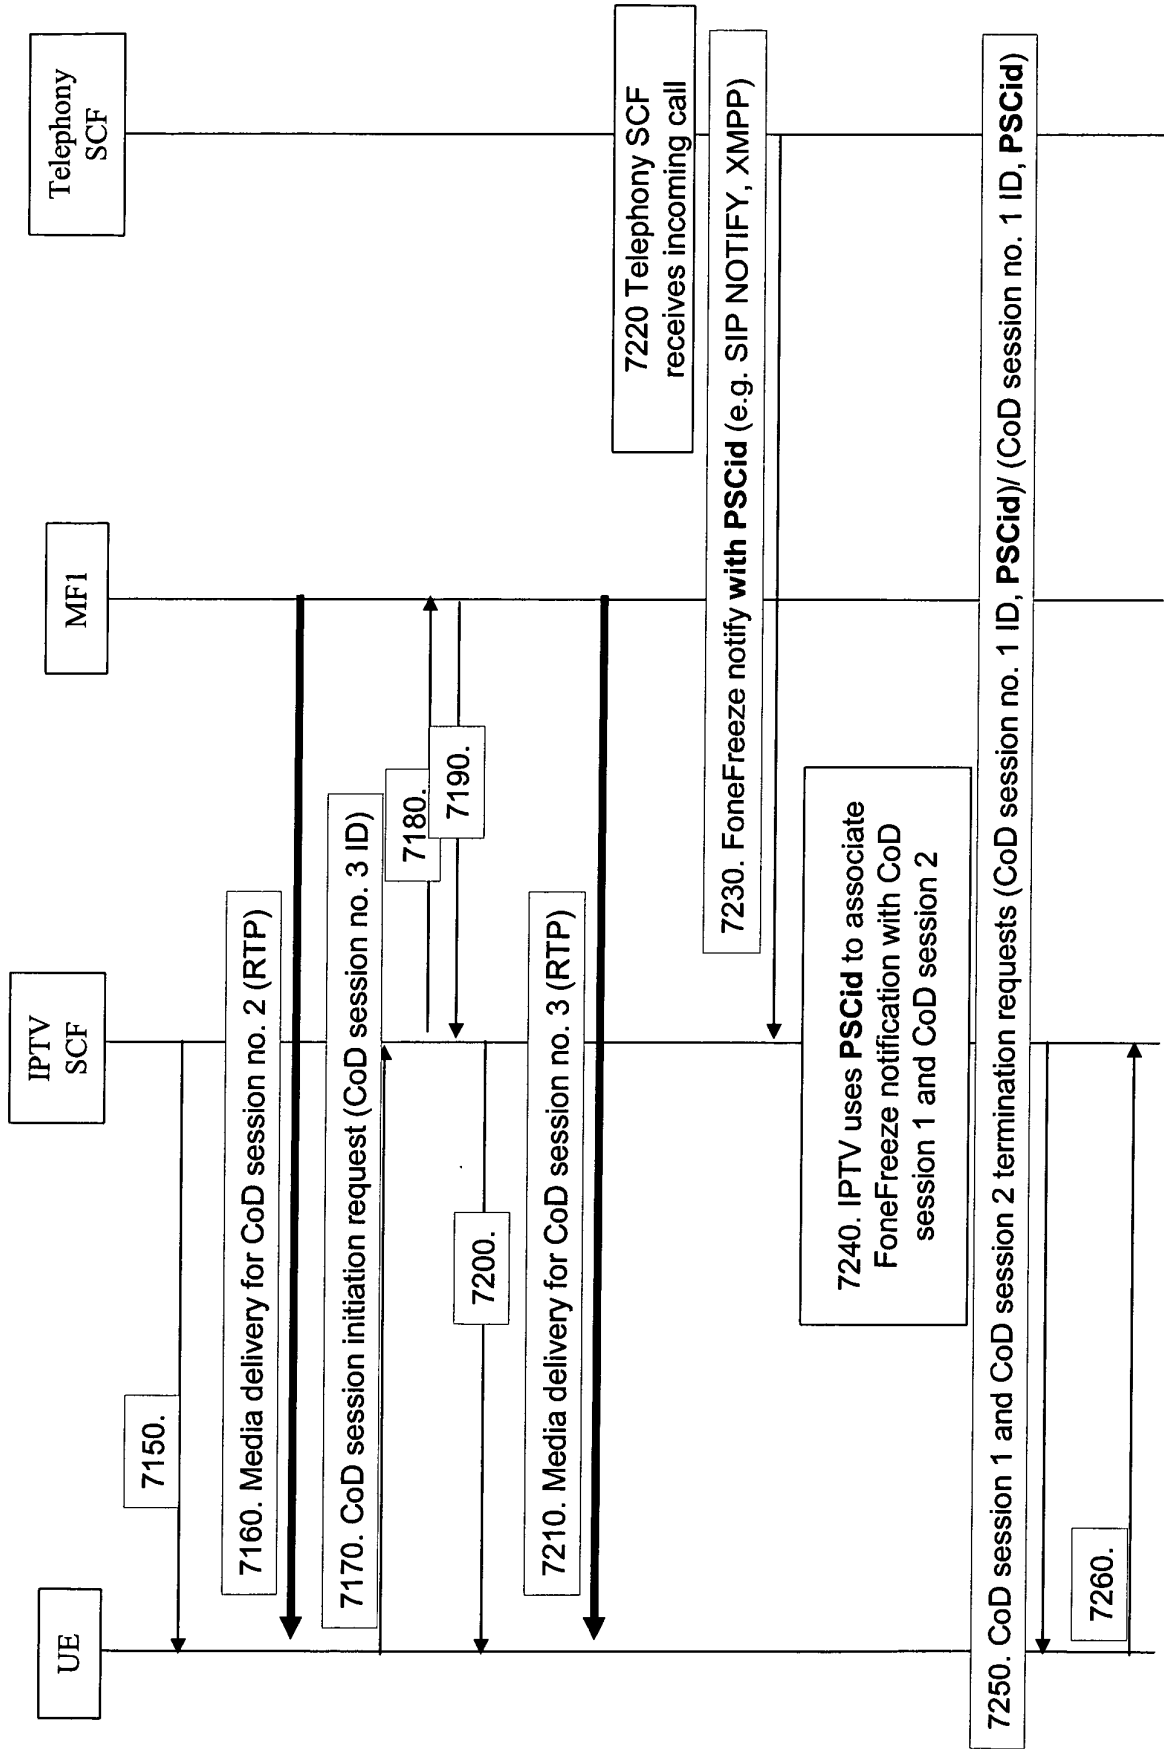 UE
IPTV
SCF
MF1
Telephony
SCF
7150.
7160. Media delivery for CoD session no. 2 (RTP)
7170. CoD session initiation request (CoD session no. 3 ID)
7180.
7190.
7200.
7210. Media delivery for CoD session no. 3 (RTP)
7220 Telephony SCF
receives incoming call
7230. FoneFreeze notify with PSCid (e.g. SIP NOTIFY, XMPP)
7240. IPTV uses PSCid to associate
FoneFreeze notification with CoD
session 1 and CoD session 2
7250. CoD session 1 and CoD session 2 termination requests (CoD session no. 1 ID, PSCid)/ (CoD session no. 1 ID, PSCid)
7260.